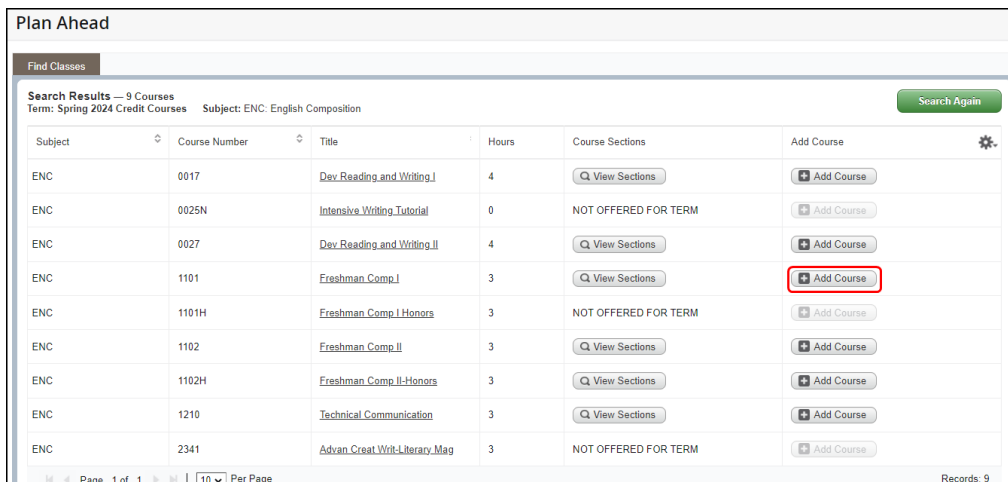 Plan Ahead
Find Classes
Search Results — 9 Courses
Term: Spring 2024 Credit Courses Subject: ENC: English Composition
Search Again
Subject Course Number Title Hours Course Sections Add Course
ENC 0017 Dev Reading and Writing I 4 View Sections Add Course
ENC 0025N Intensive Writing Tutorial 0 NOT OFFERED FOR TERM Add Course
ENC 0027 Dev Reading and Writing II 4 View Sections Add Course
ENC 1101 Freshman Comp I 3 View Sections Add Course
ENC 1101H Freshman Comp I Honors 3 NOT OFFERED FOR TERM Add Course
ENC 1102 Freshman Comp II 3 View Sections Add Course
ENC 1102H Freshman Comp II-Honors 3 View Sections Add Course
ENC 1210 Technical Communication 3 View Sections Add Course
ENC 2341 Advan Creat Writ-Literary Mag 3 NOT OFFERED FOR TERM Add Course
Page 1 of 1 10 Per Page Records: 9